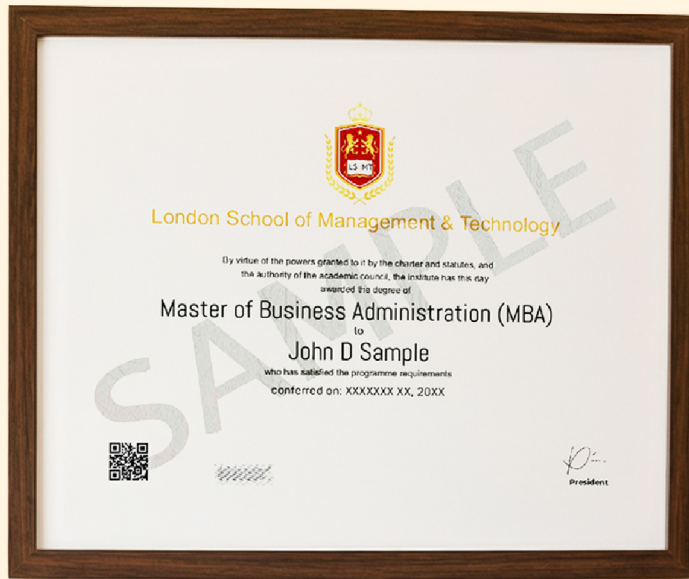 LS MT
London School of Management & Technology
By virtue of the powers granted to it by the charter and statutes, and
the authority of the academic council, the institute has this day
awarded the degree of
Master of Business Administration (MBA)
to
John D Sample
who has satisfied the programme requirements
conferred on: XXXXXXX XX, 20XX
SAMPLE
President